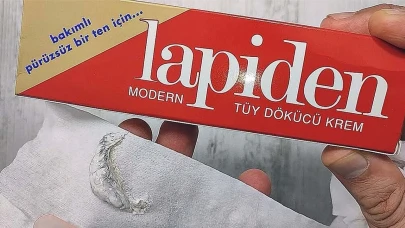 bakımlı
pürüzsüz bir ten için...
lapiden
MODERN TÜY DÖKÜCÜ KREM